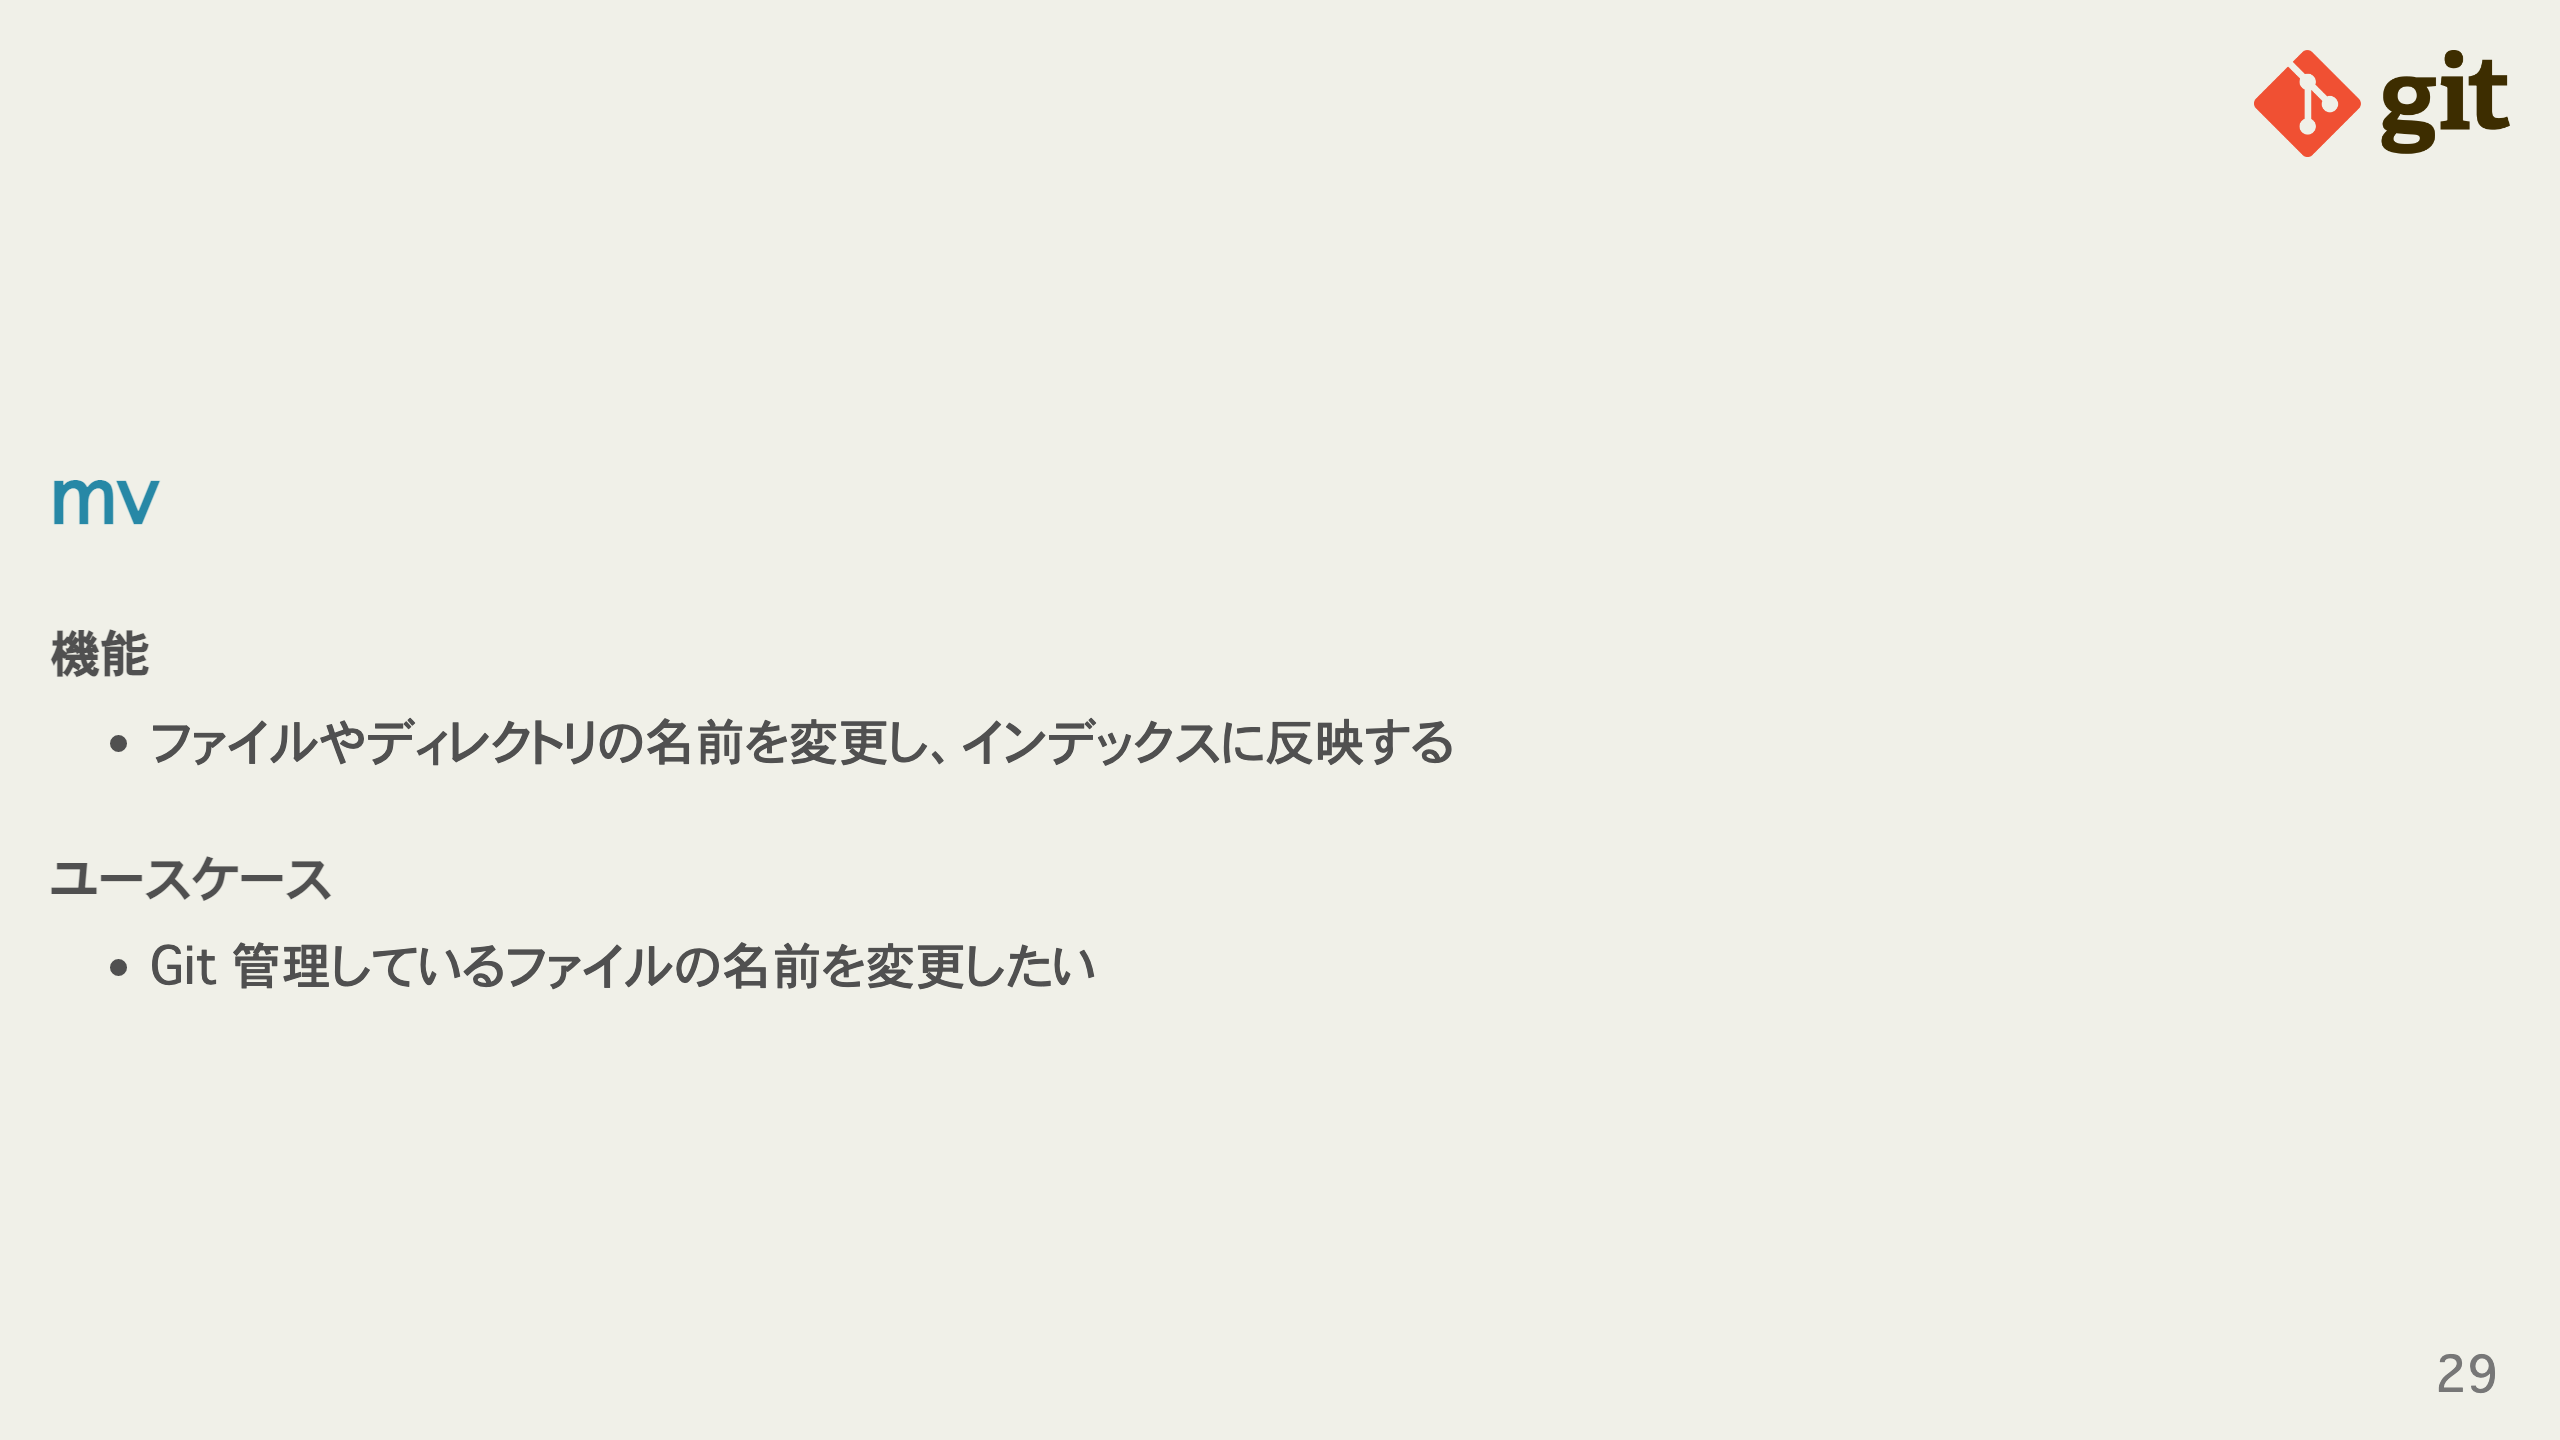 git
mv
機能
• ファイルやディレクトリの名前を変更し、インデックスに反映する
ユースケース
• Git 管理しているファイルの名前を変更したい
29